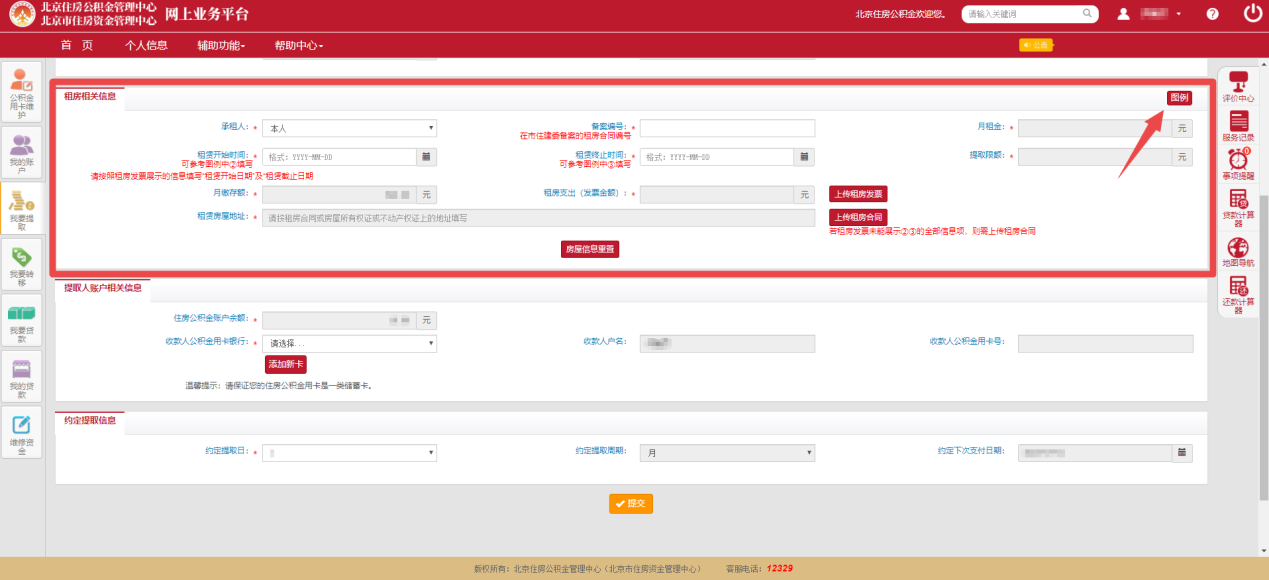 北京住房公积金管理中心
北京市住房资金管理中心
网上业务平台
北京住房公积金欢迎您。
请输入关键词
首 页
个人信息
辅助功能
帮助中心
公告
公积金用卡维护
我的账户
我要提取
我要转移
我要贷款
我的贷款
维修资金
租房相关信息
图例
承租人： * 本人
备案编号： *
在市住建委备案的租房合同编号
月租金： * 元
租赁开始时间： * 格式：YYYY-MM-DD
可参考图例中②填写
租赁终止时间： * 格式：YYYY-MM-DD
可参考图例中③填写
提取限额： * 元
请按照租房发票展示的信息填写"租赁开始日期"及"租赁截止日期
月缴存额： * 元
租房支出（发票金额）： * 元
上传租房发票
租赁房屋地址： * 请按租房合同或房屋所有权证或不动产权证上的地址填写
上传租房合同
若租房发票未能展示②③的全部信息项，则需上传租房合同
房屋信息重置
提取人账户相关信息
住房公积金账户余额： * 元
收款人公积金用卡银行： * 请选择...
收款人户名：
收款人公积金用卡号：
添加新卡
温馨提示：请保证您的住房公积金用卡是一类储蓄卡。
约定提取信息
约定提取日： *
约定提取周期： 月
约定下次支付日期：
提交
评价中心
服务记录
事项提醒
贷款计算器
地图导航
还款计算器
版权所有：北京住房公积金管理中心（北京市住房资金管理中心） 客服电话：12329